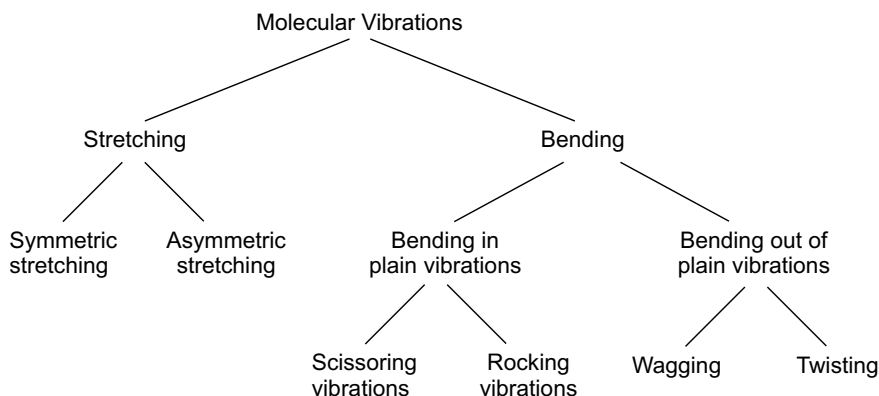 Molecular Vibrations
Stretching
Bending
Symmetric
stretching
Asymmetric
stretching
Bending in
plain vibrations
Bending out of
plain vibrations
Scissoring
vibrations
Rocking
vibrations
Wagging
Twisting